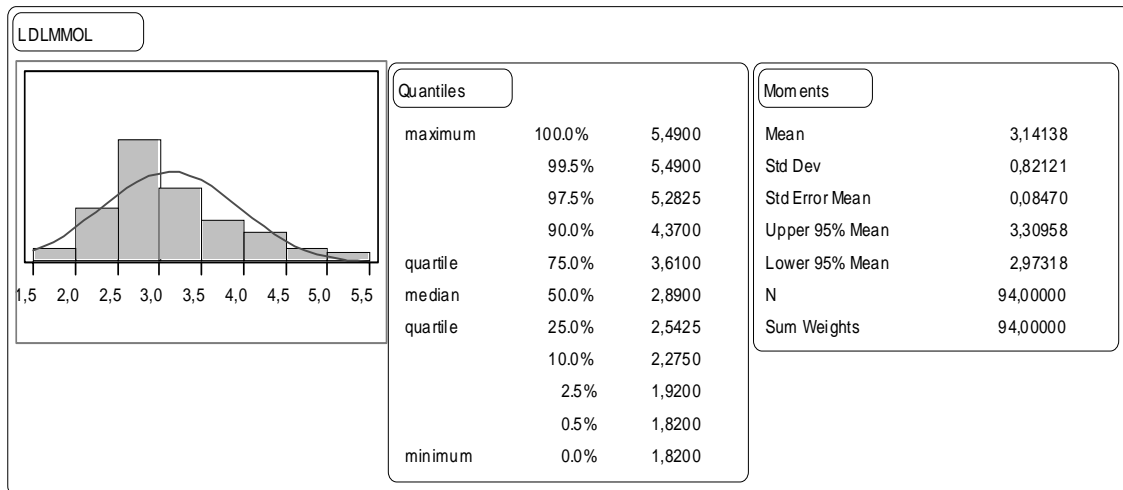 LDLMMOL
1,5 2,0 2,5 3,0 3,5 4,0 4,5 5,0 5,5
Quantiles
maximum 100.0% 5,4900
99.5% 5,4900
97.5% 5,2825
90.0% 4,3700
quartile 75.0% 3,6100
median 50.0% 2,8900
quartile 25.0% 2,5425
10.0% 2,2750
2.5% 1,9200
0.5% 1,8200
minimum 0.0% 1,8200
Moments
Mean 3,14138
Std Dev 0,82121
Std Error Mean 0,08470
Upper 95% Mean 3,30958
Lower 95% Mean 2,97318
N 94,00000
Sum Weights 94,00000